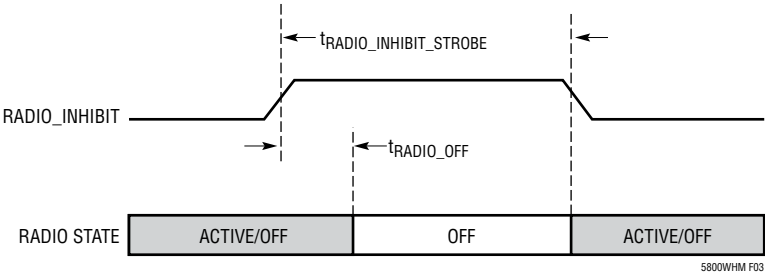 tRADIO_INHIBIT_STROBE
RADIO_INHIBIT
tRADIO_OFF
RADIO STATE ACTIVE/OFF OFF ACTIVE/OFF
5800WHM F03